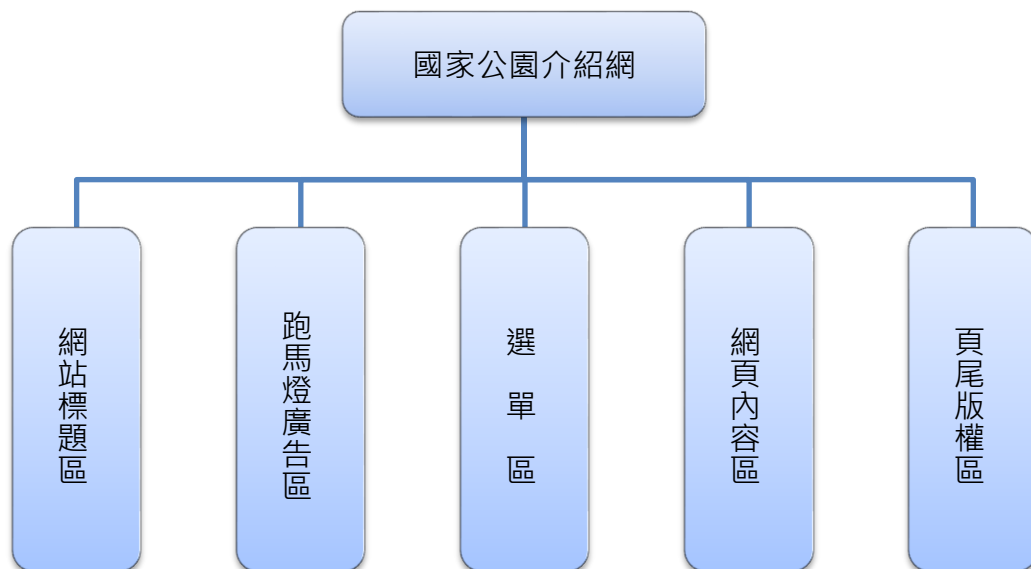 國家公園介紹網
網站標題區
跑馬燈廣告區
選單區
網頁內容區
頁尾版權區